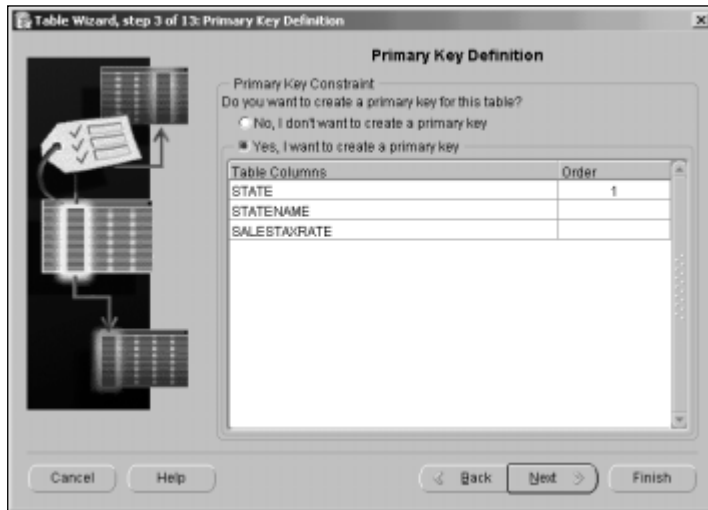 Table Wizard, step 3 of 13: Primary Key Definition
Primary Key Definition
Primary Key Constraint
Do you want to create a primary key for this table?
No, I don't want to create a primary key
Yes, I want to create a primary key
Table Columns Order
STATE 1
STATENAME
SALESTAXRATE
Cancel Help Back Next Finish